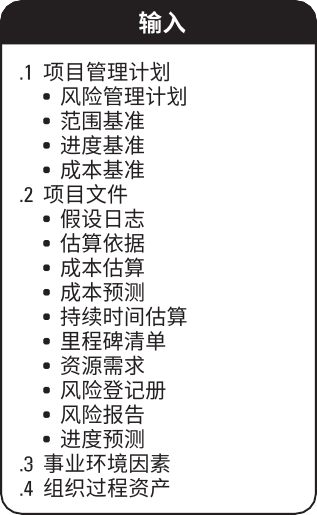 输入
.1 项目管理计划
• 风险管理计划
• 范围基准
• 进度基准
• 成本基准
.2 项目文件
• 假设日志
• 估算依据
• 成本估算
• 成本预测
• 持续时间估算
• 里程碑清单
• 资源需求
• 风险登记册
• 风险报告
• 进度预测
.3 事业环境因素
.4 组织过程资产